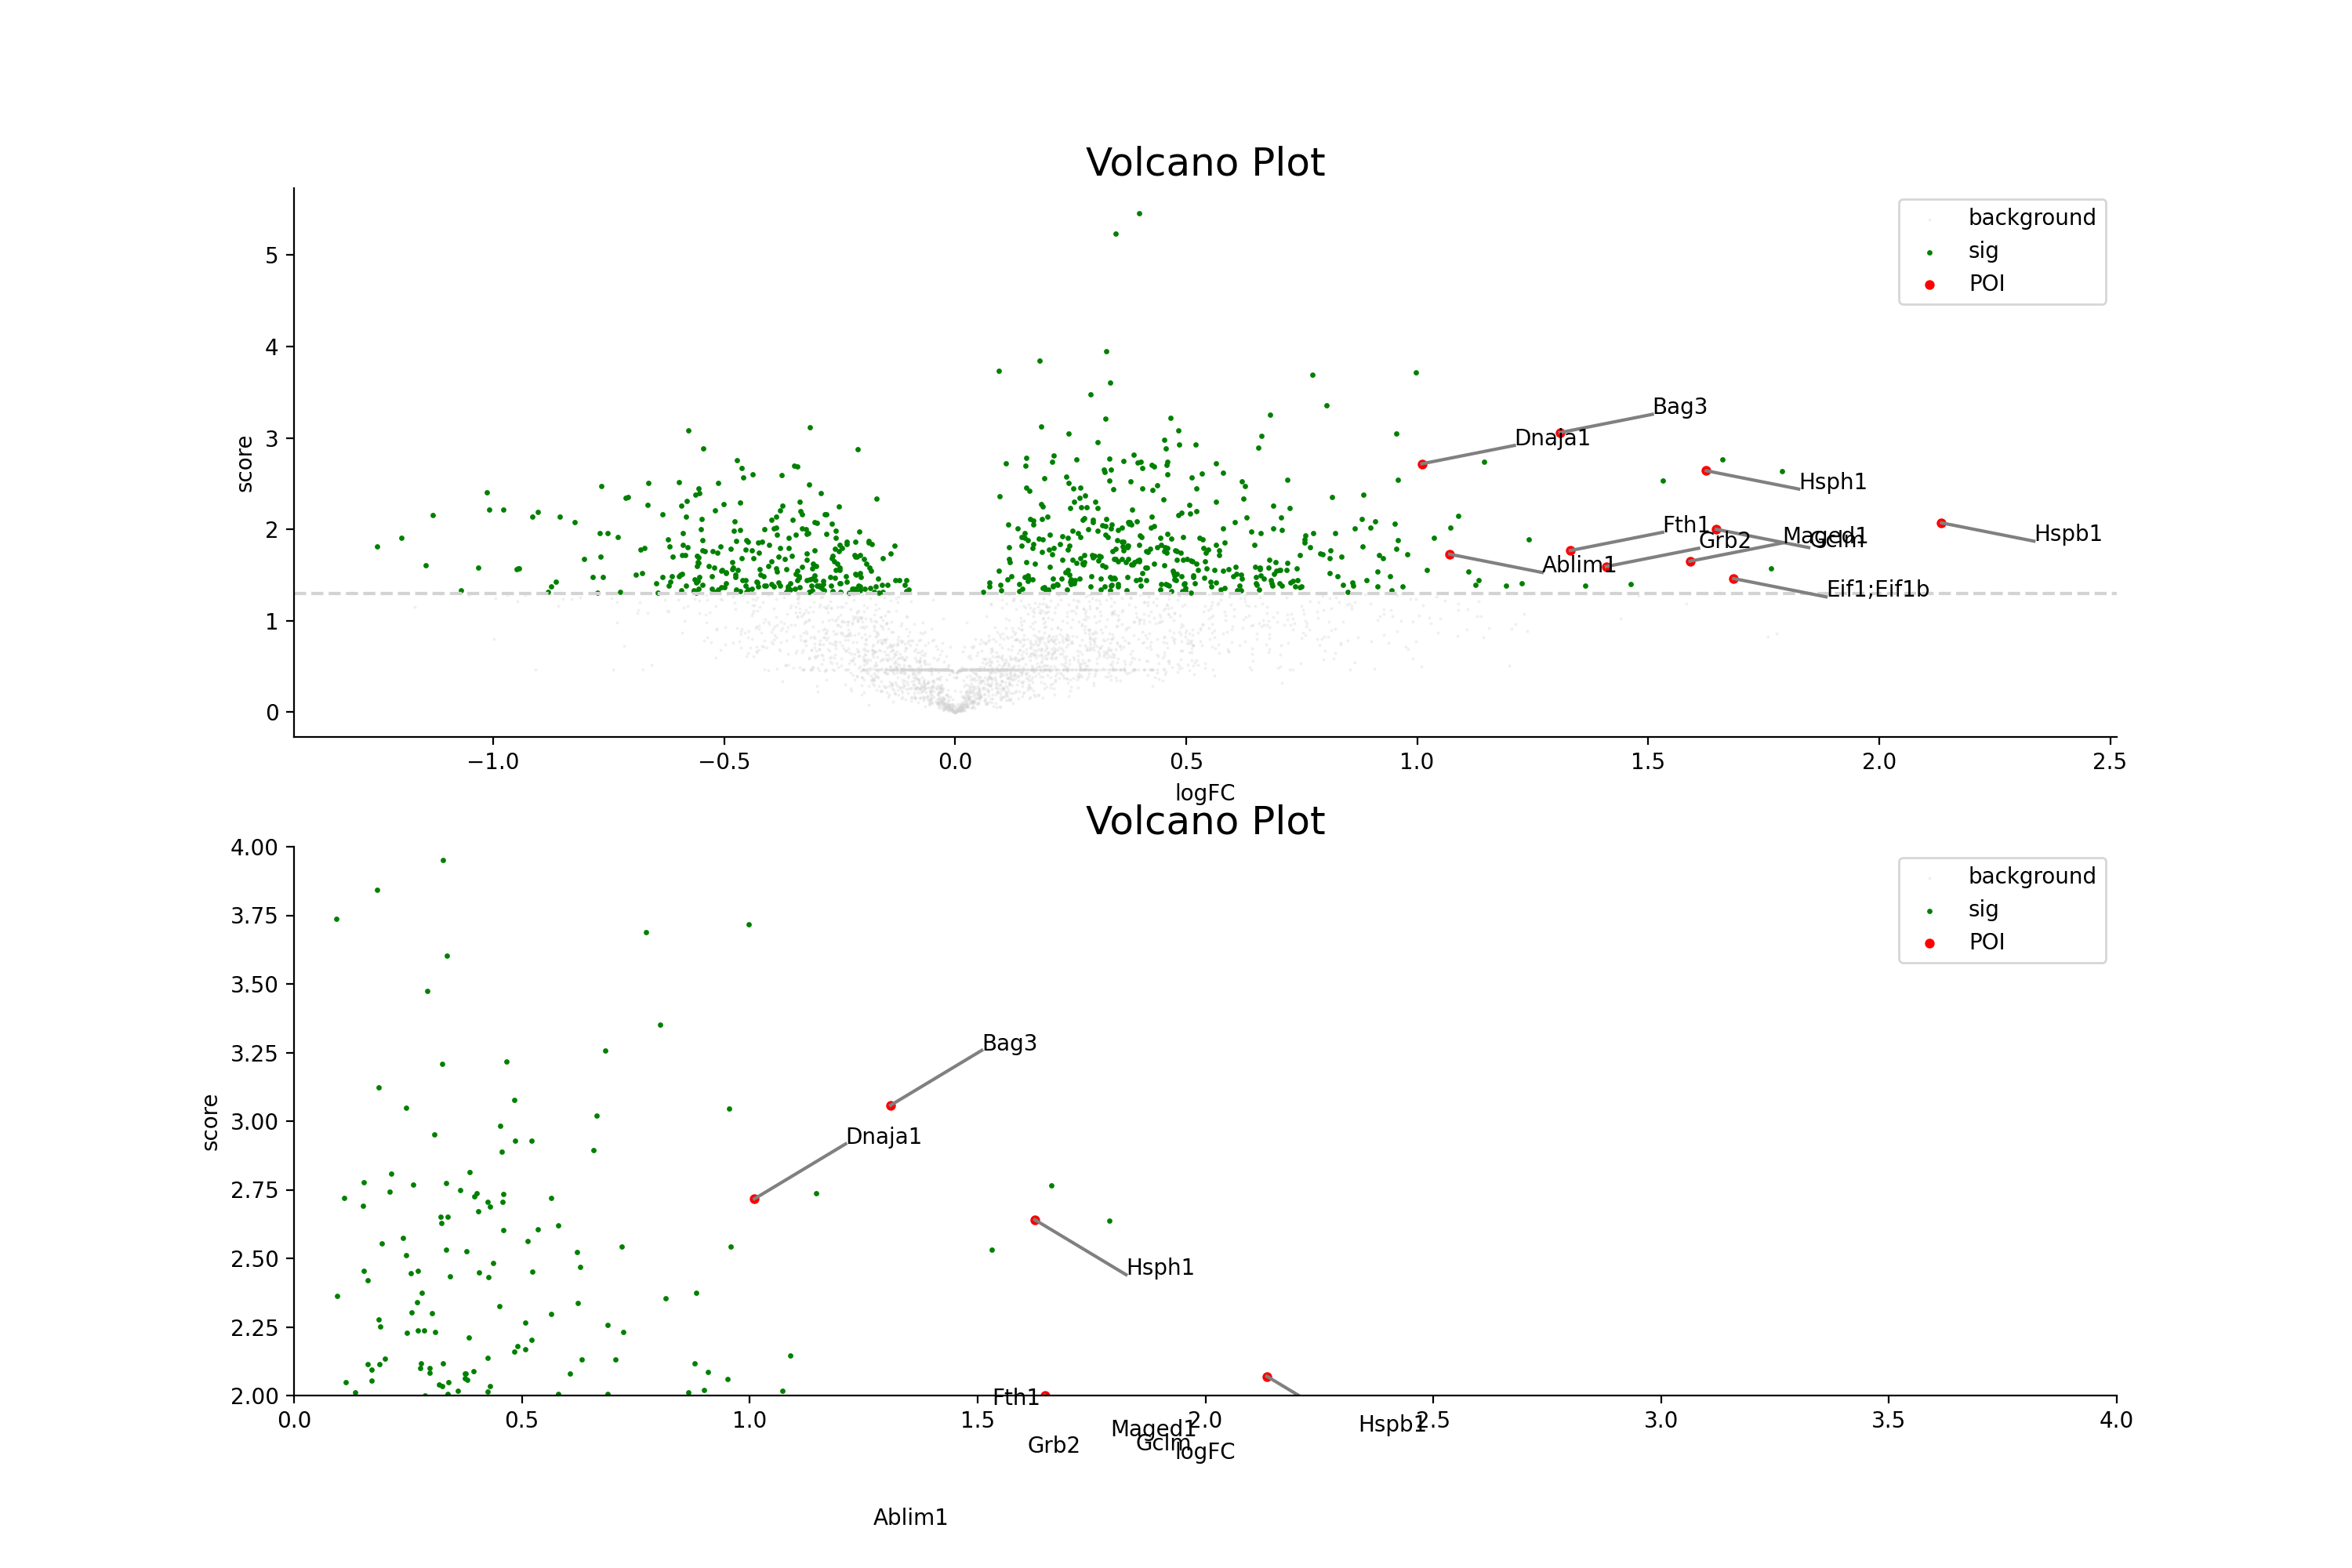 Volcano Plot
score
5
4
3
2
1
0
background
sig
POI
Bag3
Dnaja1
Hsph1
Fth1
Grb2
Maged1
Gclm
Hspb1
Ablim1
Eif1;Eif1b
−1.0
−0.5
0.0
0.5
1.0
1.5
2.0
2.5
logFC
Volcano Plot
score
4.00
3.75
3.50
3.25
3.00
2.75
2.50
2.25
2.00
background
sig
POI
Bag3
Dnaja1
Hsph1
Fth1
0.0
0.5
1.0
1.5
2.0
2.5
3.0
3.5
4.0
Maged1
Hspb1
Grb2
Gclm
logFC
Ablim1